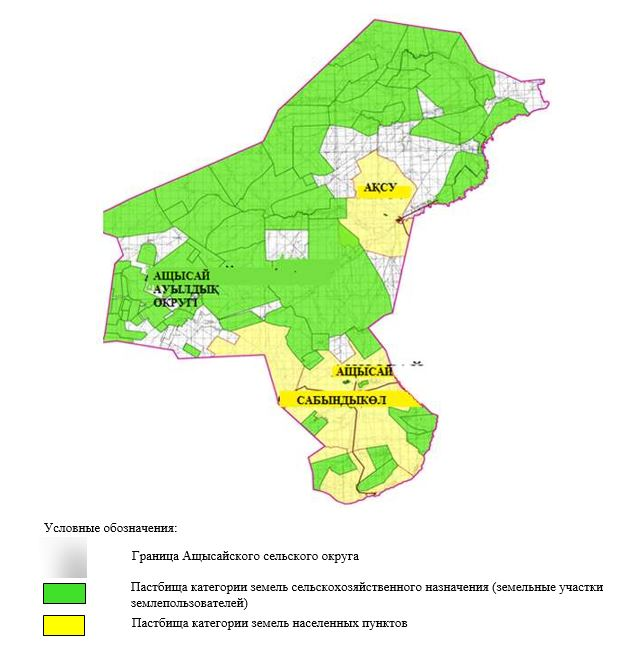 АҚСУ
АЩЫСАЙ
АУЫЛДЫҚ
ОКРУГІ
АЩЫСАЙ
САБЫНДЫКӨЛ
Условные обозначения:
Граница Ащысайского сельского округа
Пастбища категории земель сельскохозяйственного назначения (земельные участки
землепользователей)
Пастбища категории земель населенных пунктов